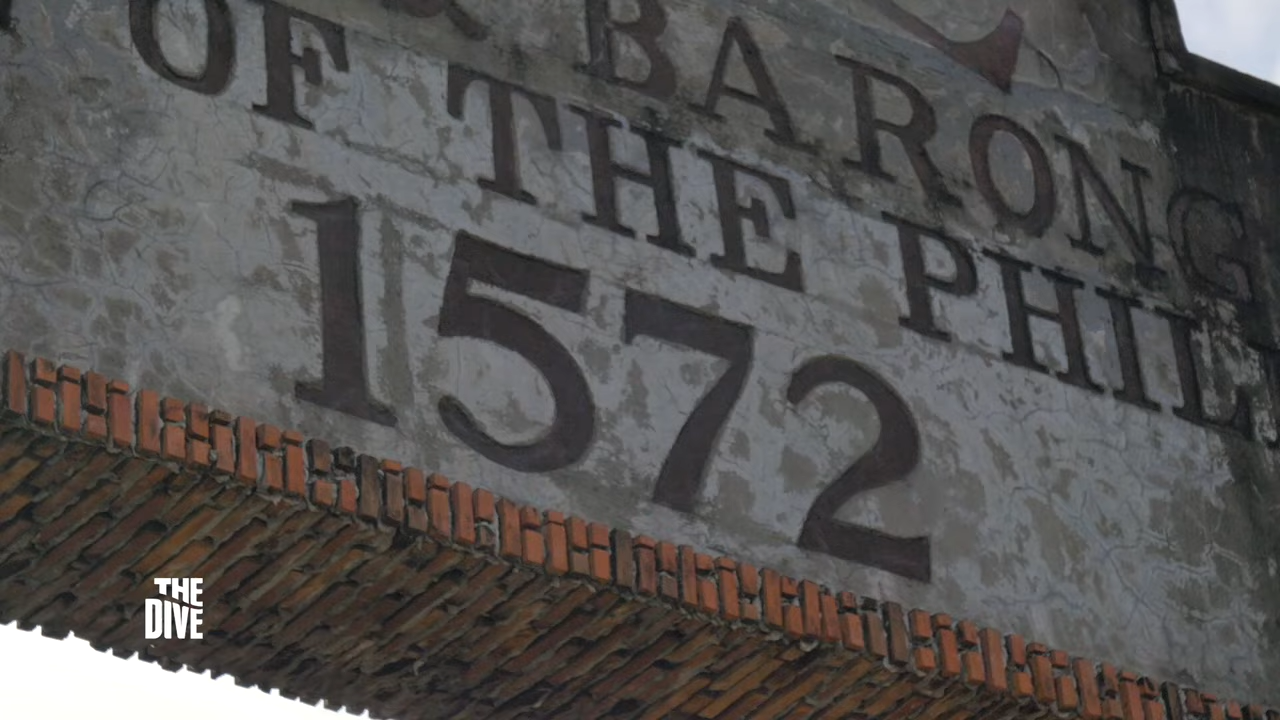 BARONG
OF THE PHIL
1572
THE
DIVE